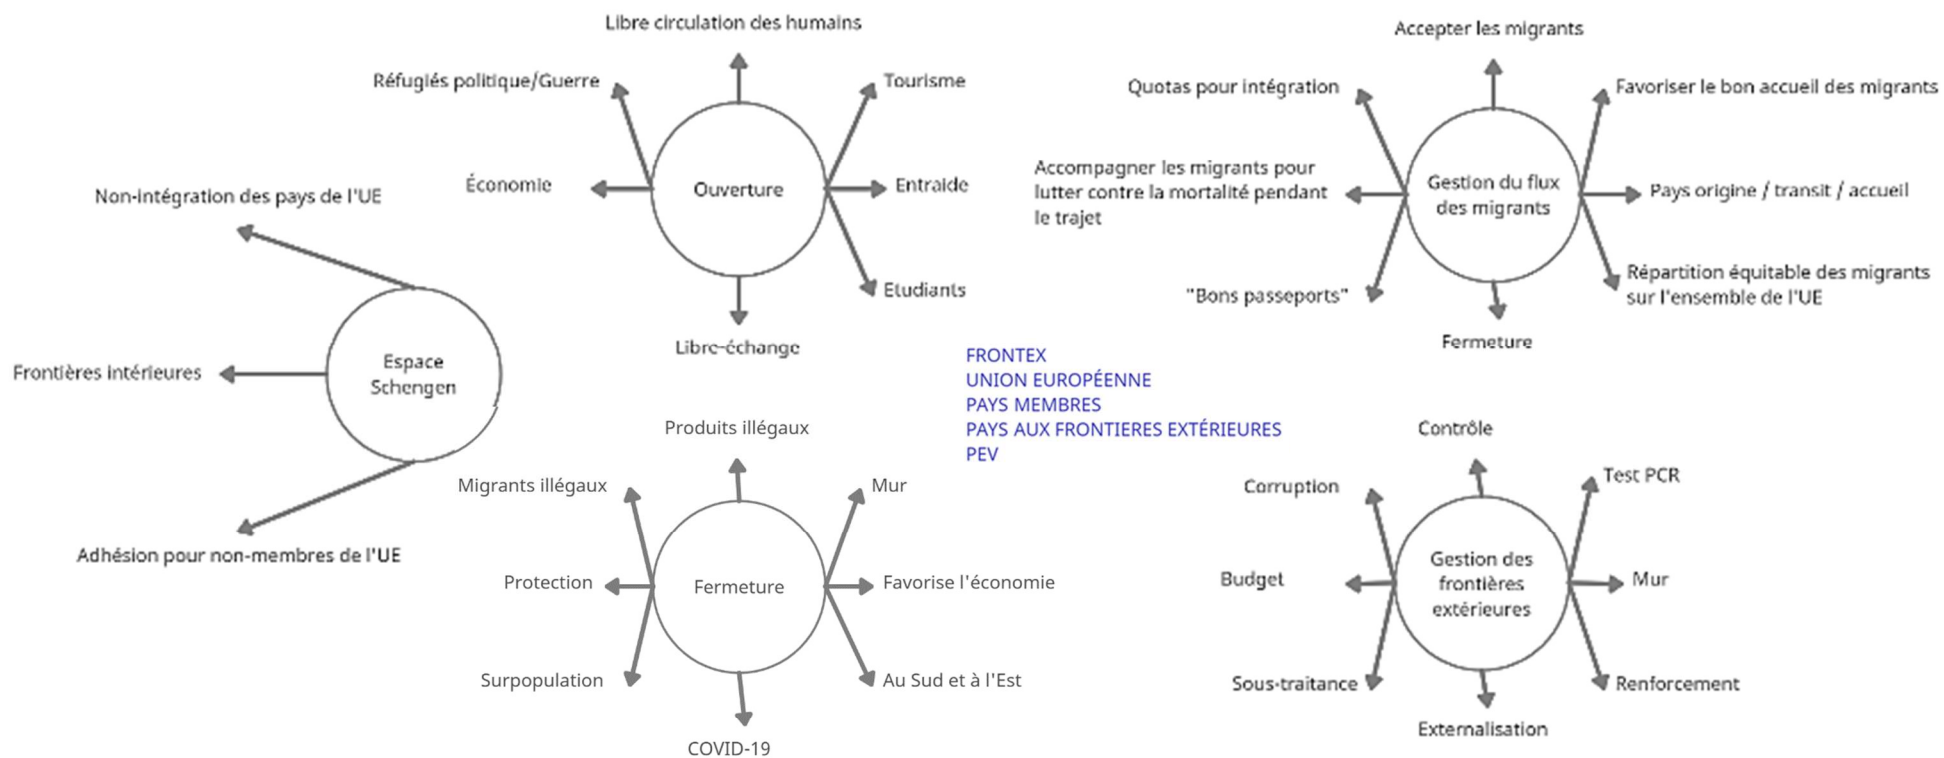 Libre circulation des humains
Réfugiés politique/Guerre
Tourisme
Économie
Ouverture
Entraide
Etudiants
Libre-échange
Accepter les migrants
Quotas pour intégration
Favoriser le bon accueil des migrants
Accompagner les migrants pour
lutter contre la mortalité pendant
le trajet
Gestion du flux
des migrants
Pays origine / transit / accueil
"Bons passeports"
Répartition équitable des migrants
sur l'ensemble de l'UE
Fermeture
Non-intégration des pays de l'UE
Frontières intérieures
Espace
Schengen
Adhésion pour non-membres de l'UE
FRONTEX
UNION EUROPÉENNE
PAYS MEMBRES
PAYS AUX FRONTIERES EXTÉRIEURES
PEV
Produits illégaux
Migrants illégaux
Mur
Protection
Fermeture
Favorise l'économie
Surpopulation
Au Sud et à l'Est
COVID-19
Contrôle
Corruption
Test PCR
Budget
Gestion des
frontières
extérieures
Mur
Sous-traitance
Renforcement
Externalisation